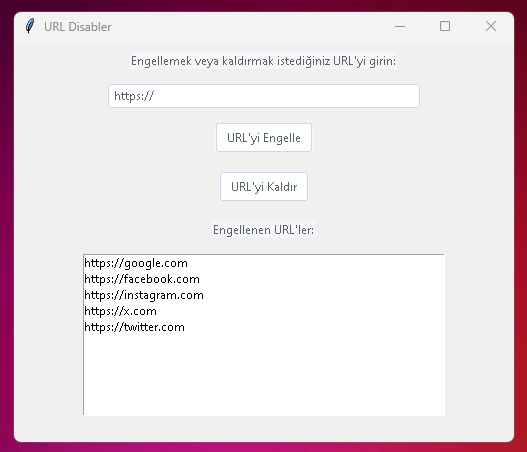 URL Disabler
Engellemek veya kaldırmak istediğiniz URL'yi girin:
https://
URL'yi Engelle
URL'yi Kaldır
Engellenen URL'ler:
https://google.com
https://facebook.com
https://instagram.com
https://x.com
https://twitter.com